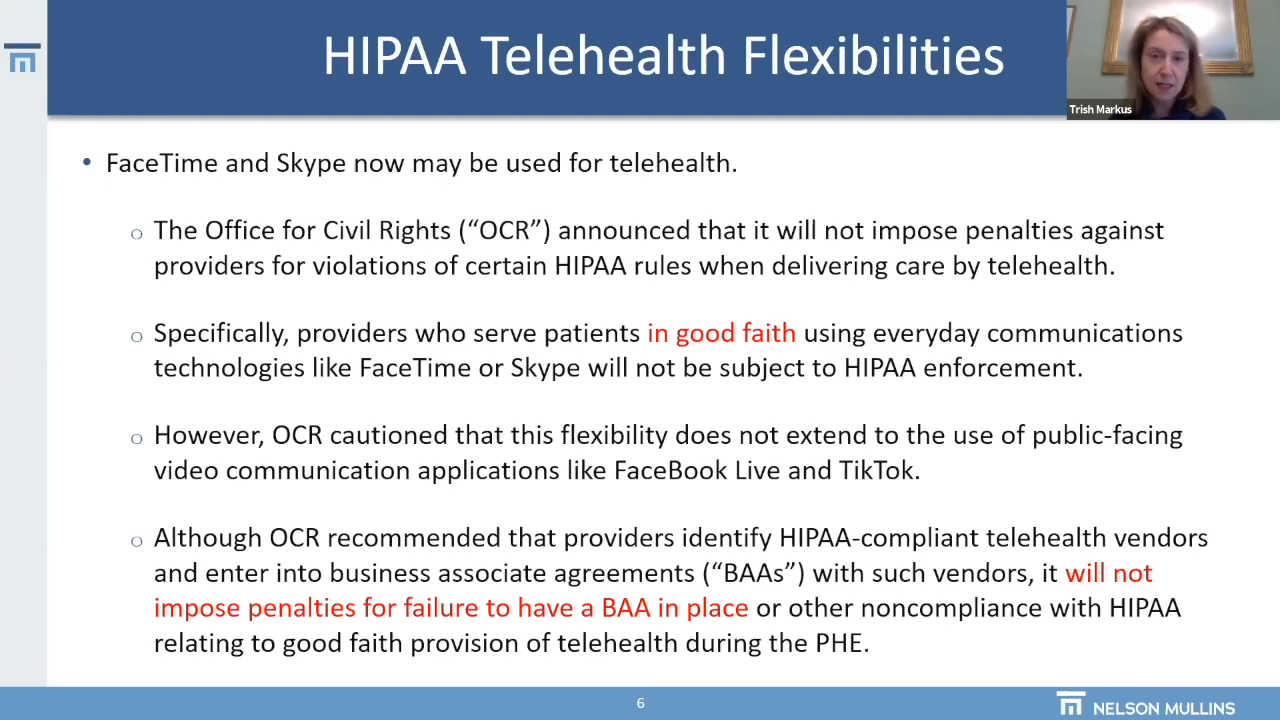 HIPAA Telehealth Flexibilities
Trish Markus
• FaceTime and Skype now may be used for telehealth.
o The Office for Civil Rights (“OCR”) announced that it will not impose penalties against
providers for violations of certain HIPAA rules when delivering care by telehealth.
o Specifically, providers who serve patients in good faith using everyday communications
technologies like FaceTime or Skype will not be subject to HIPAA enforcement.
o However, OCR cautioned that this flexibility does not extend to the use of public-facing
video communication applications like FaceBook Live and TikTok.
o Although OCR recommended that providers identify HIPAA-compliant telehealth vendors
and enter into business associate agreements (“BAAs”) with such vendors, it will not
impose penalties for failure to have a BAA in place or other noncompliance with HIPAA
relating to good faith provision of telehealth during the PHE.
6
NELSON MULLINS